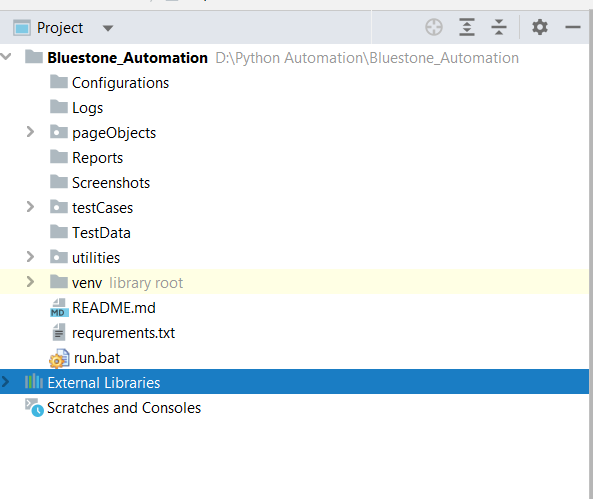 Project
Bluestone_Automation D:\Python Automation\Bluestone_Automation
Configurations
Logs
pageObjects
Reports
Screenshots
testCases
TestData
utilities
venv library root
MD README.md
requrements.txt
run.bat
External Libraries
Scratches and Consoles